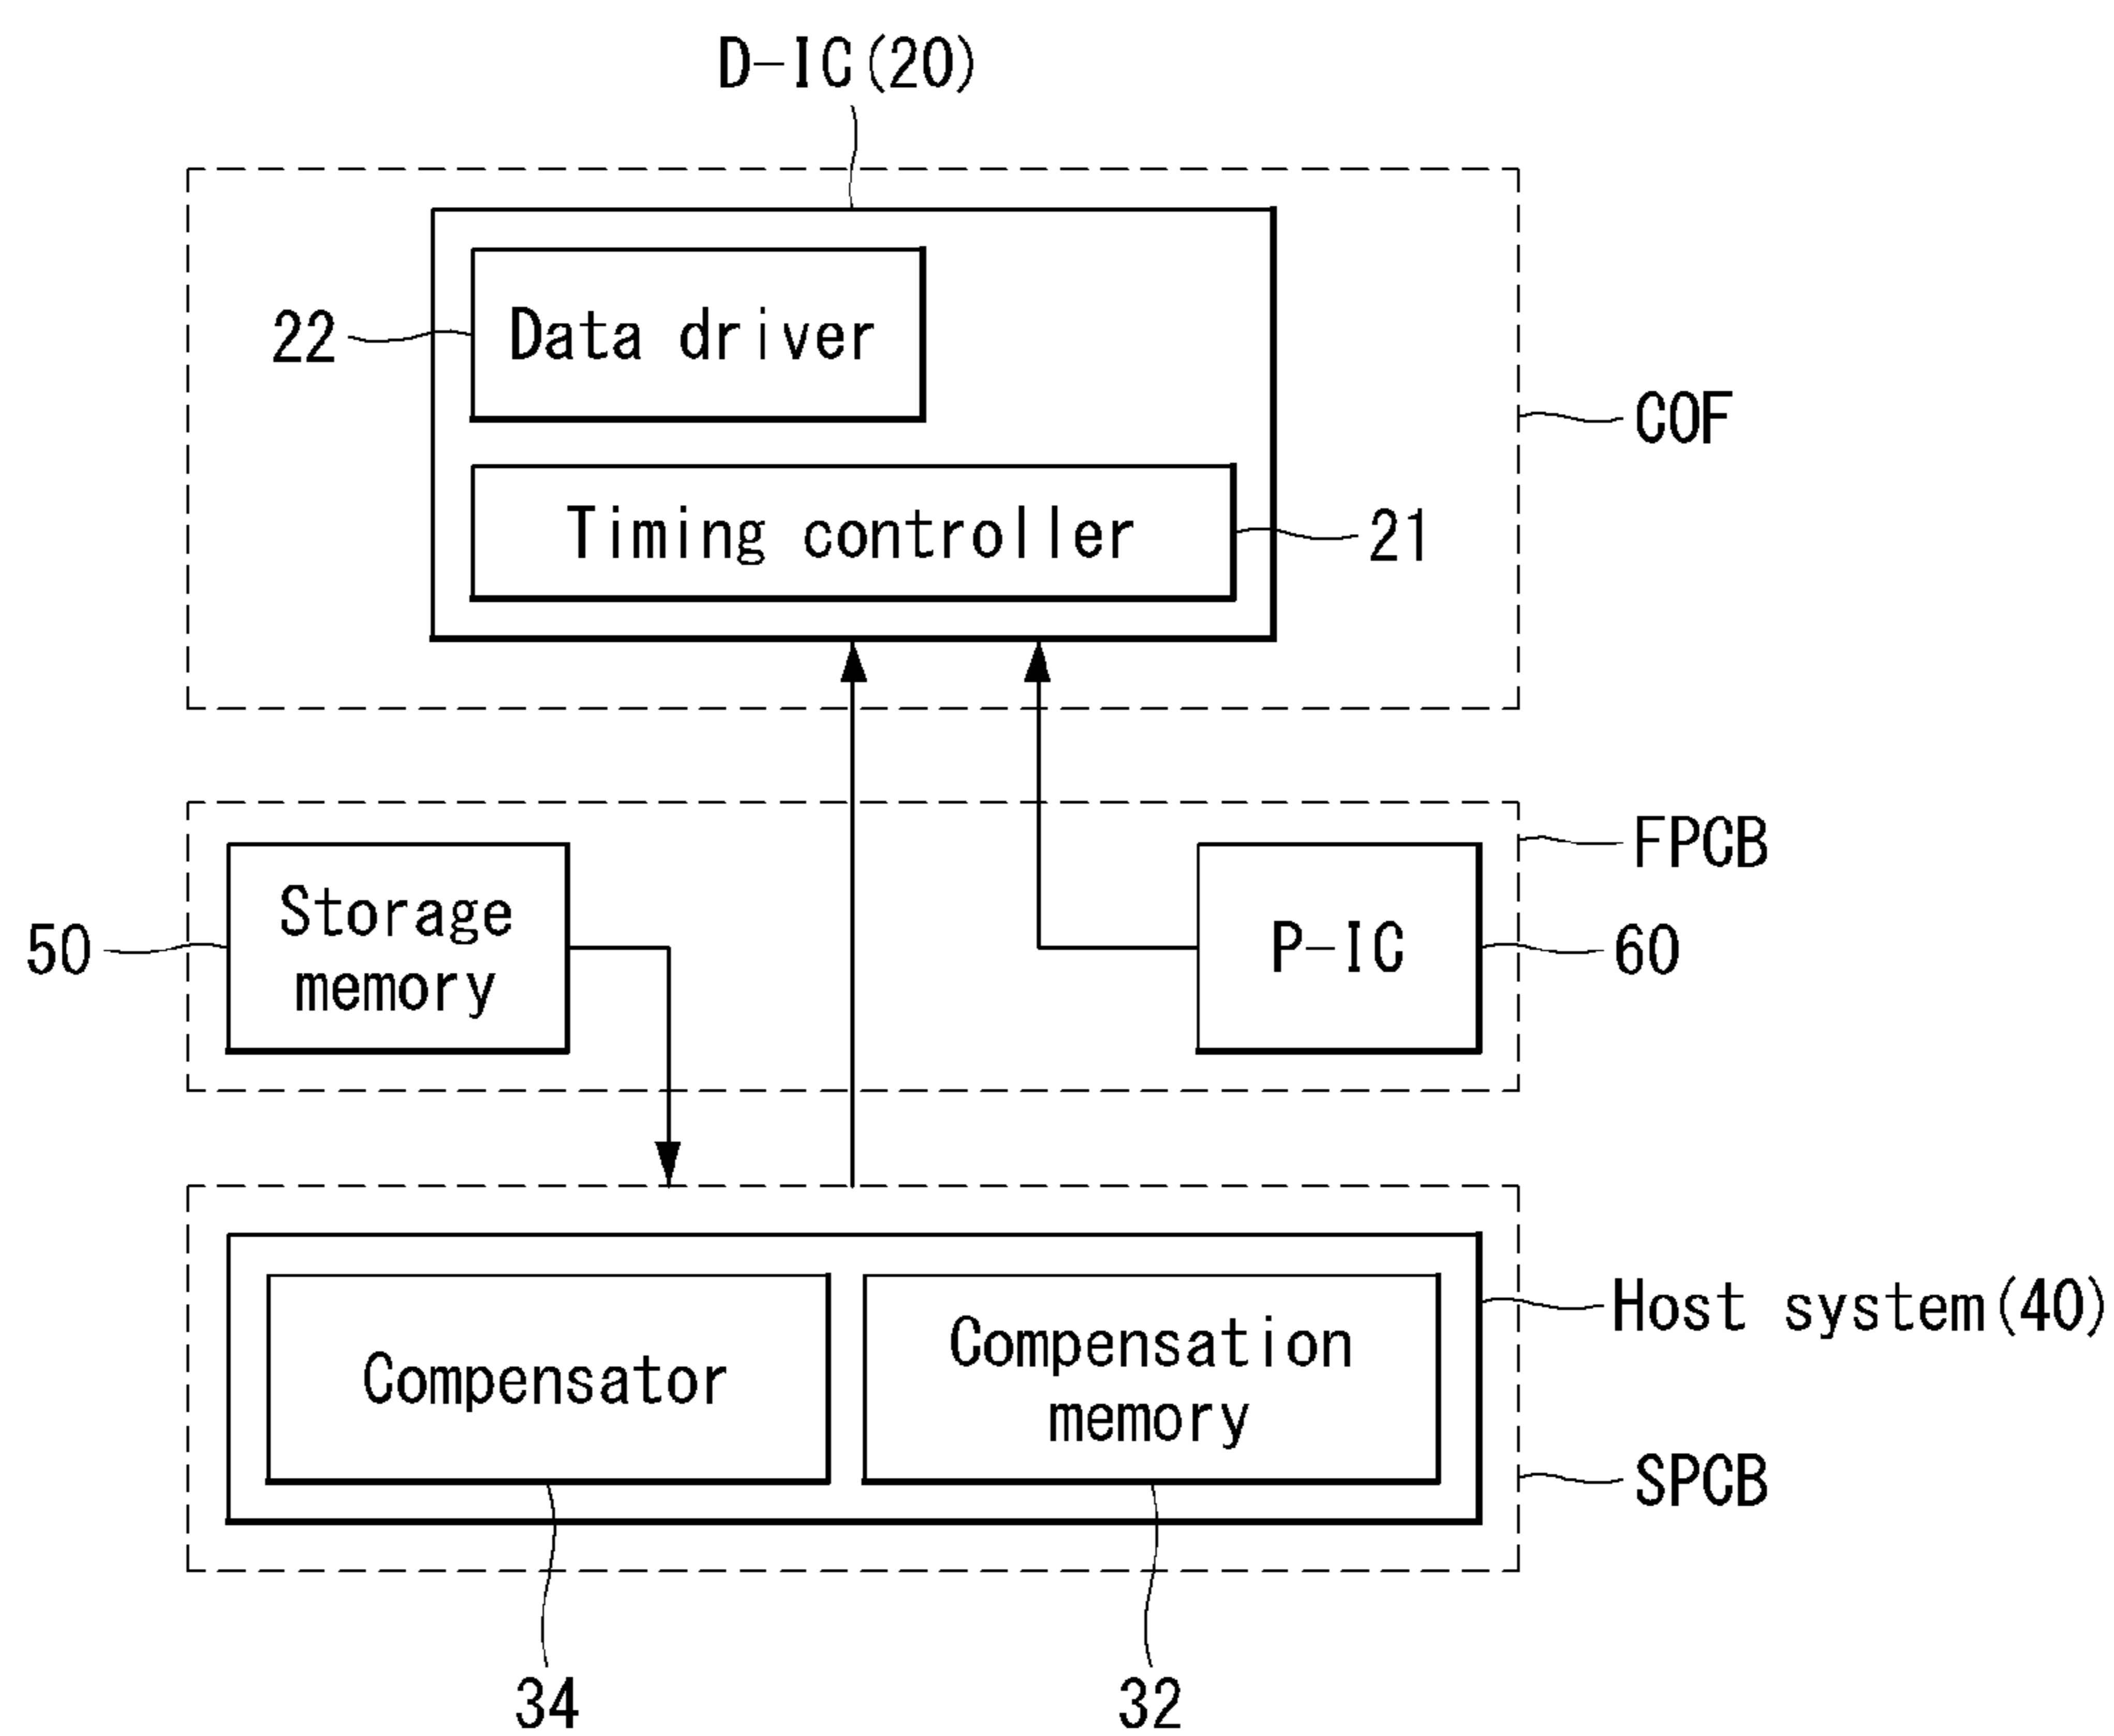 D-IC(20)
22
Data driver
COF
Timing controller
21
FPCB
50
Storage
memory
P-IC
60
Host system(40)
Compensator
Compensation
memory
SPCB
34
32